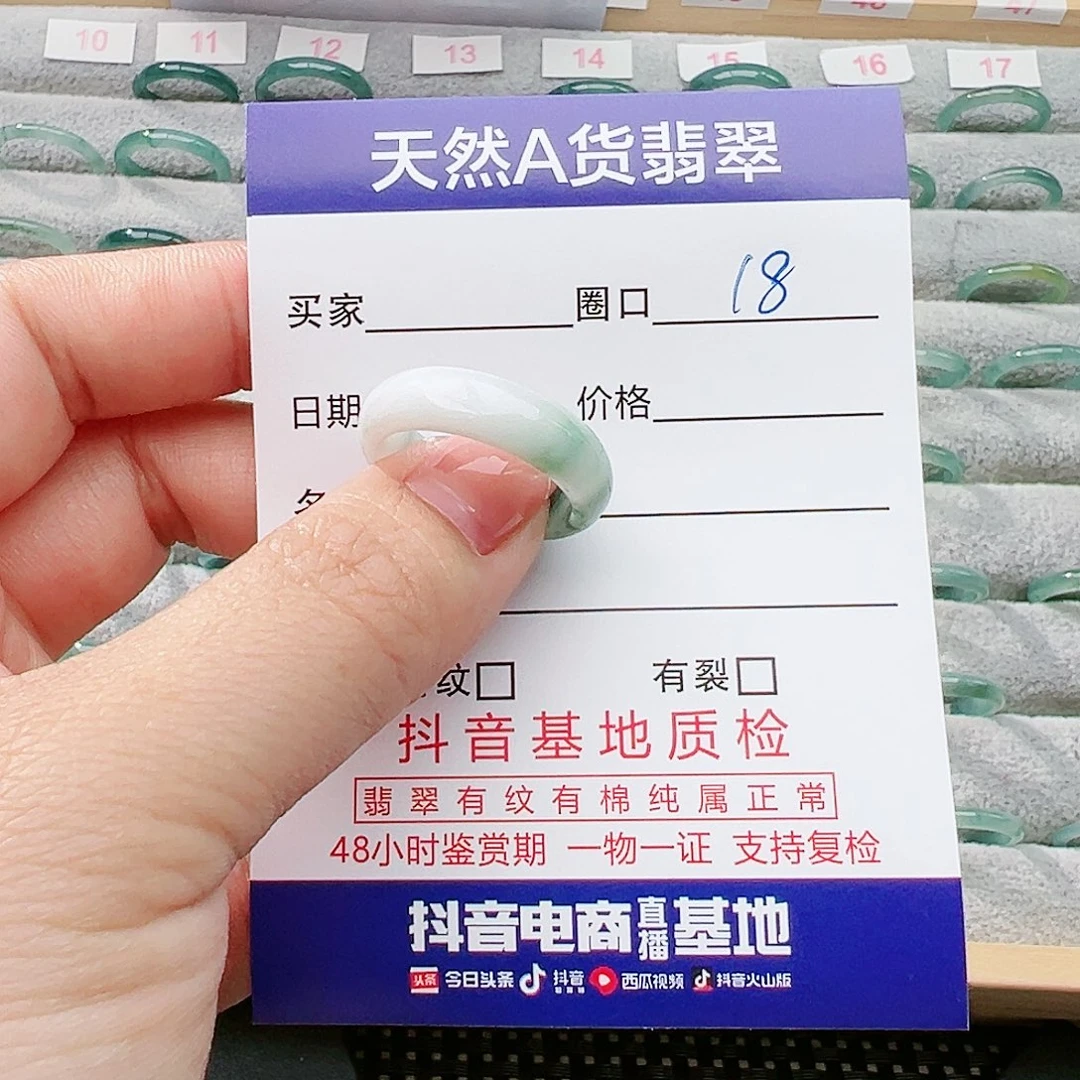 10 11 12 13 14 15 16 17
天然A货翡翠
买家 圈口 18
日期 价格
纹 有裂
抖音基地质检
翡翠有纹有棉纯属正常
48小时鉴赏期 一物一证 支持复检
抖音电商直播基地
头条 今日头条 抖音 西瓜视频 抖音火山版